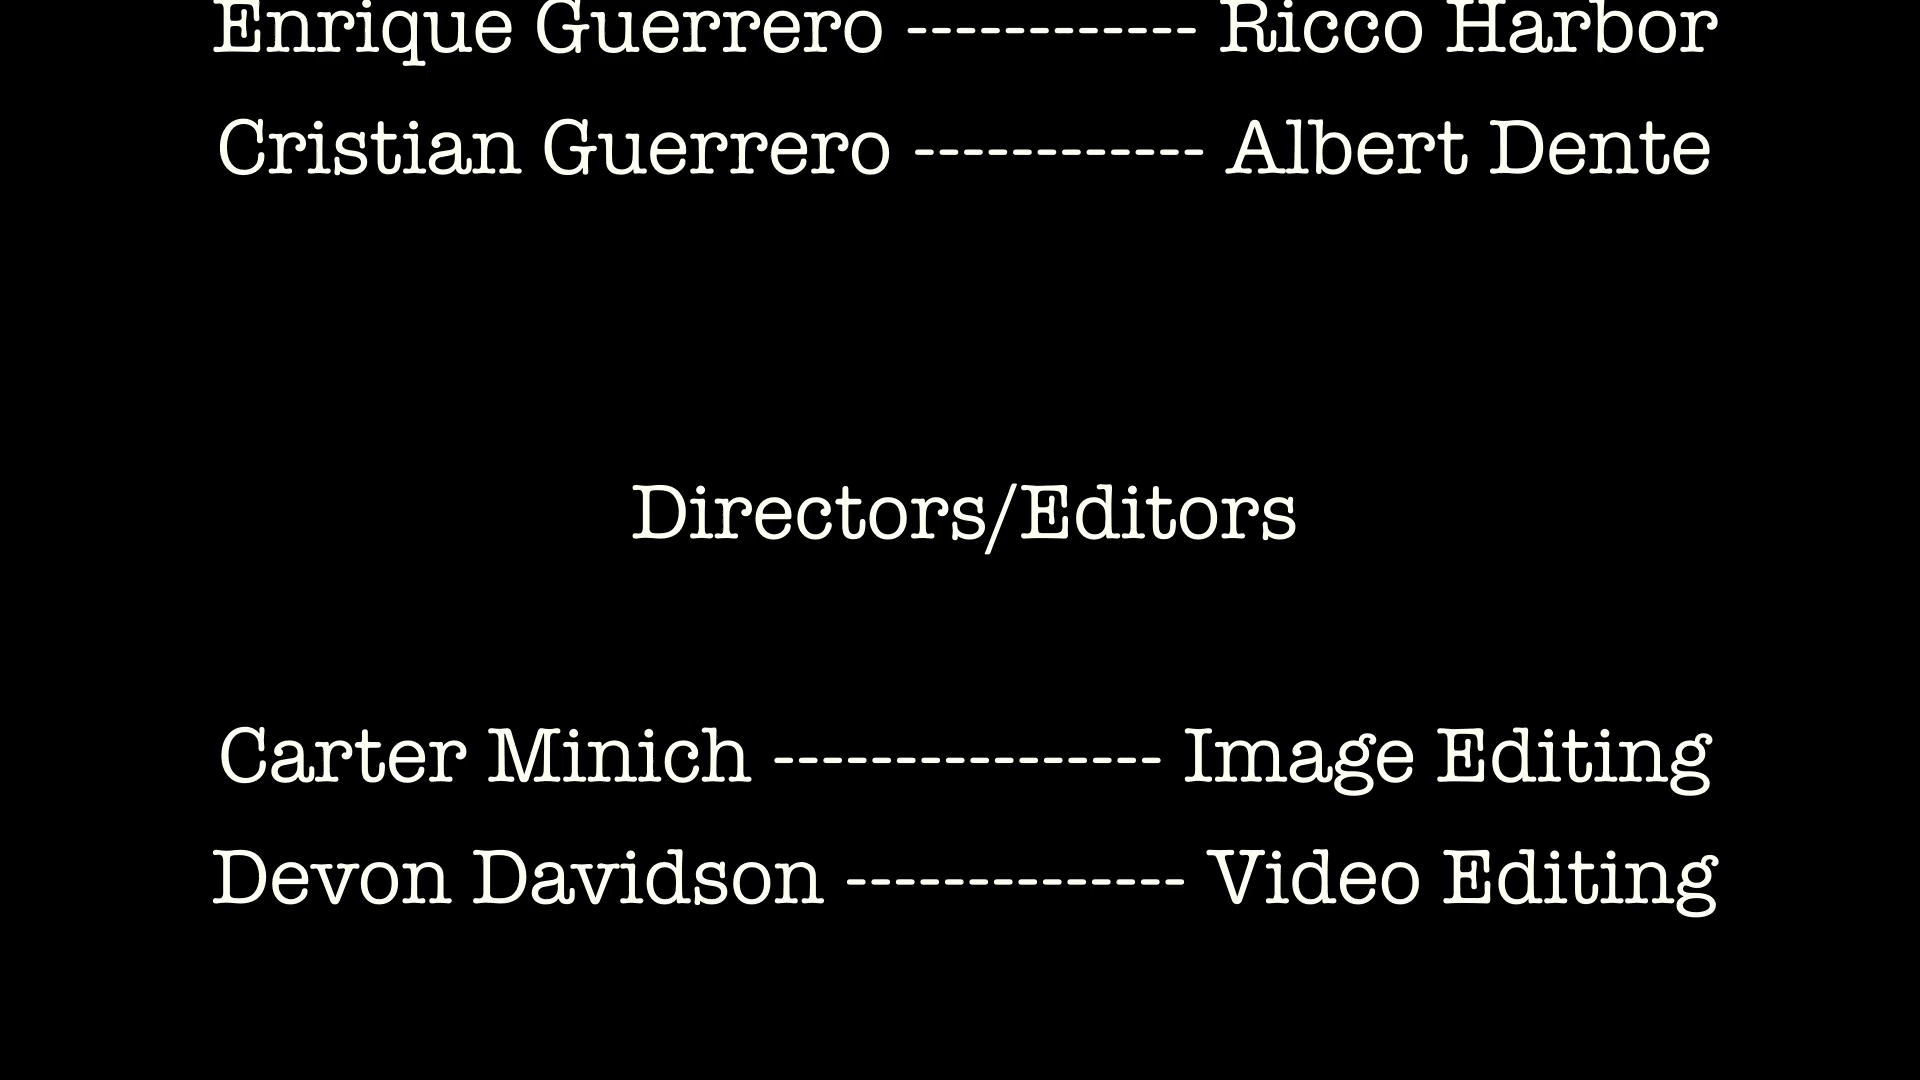 Enrique Guerrero ------------ Ricco Harbor
Cristian Guerrero ------------ Albert Dente
Directors/Editors
Carter Minich ---------------- Image Editing
Devon Davidson -------------- Video Editing